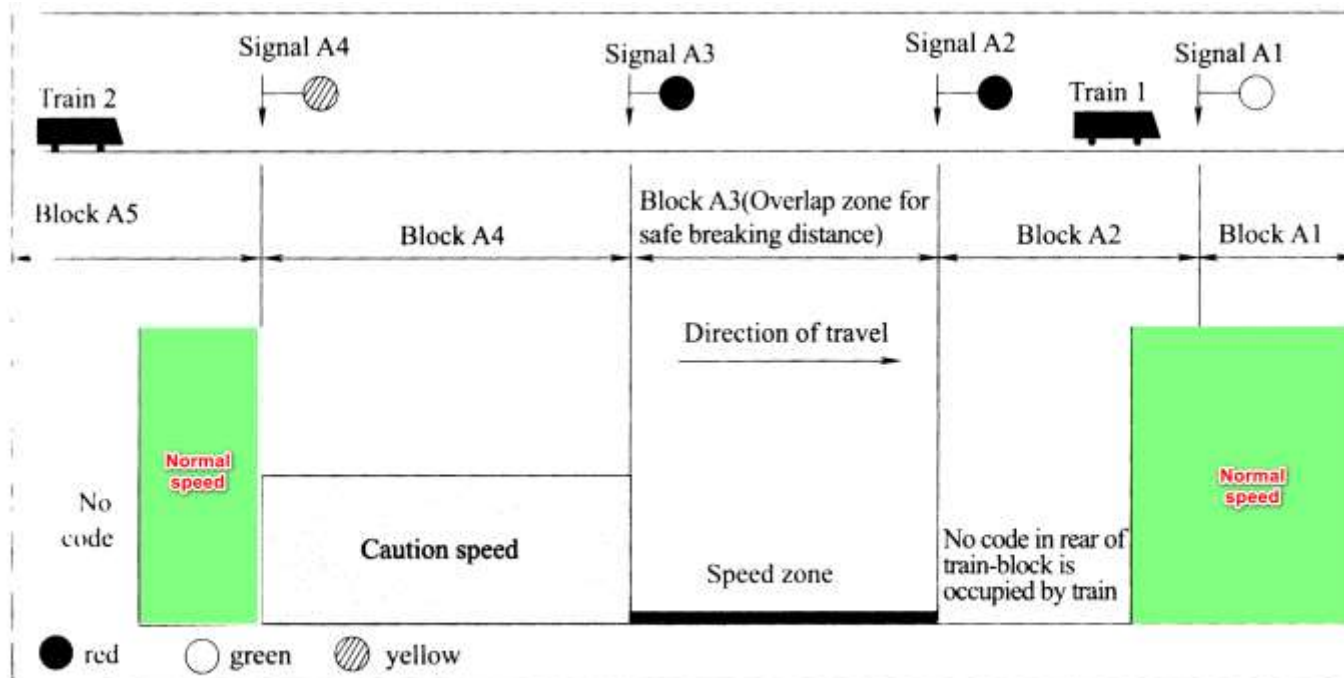 Signal A4
Signal A3
Signal A2
Signal A1
Train 2
Train 1
Block A5
Block A4
Block A3(Overlap zone for
safe breaking distance)
Block A2
Block A1
Direction of travel
Normal
speed
No
code
Caution speed
Speed zone
No code in rear of
train-block is
occupied by train
Normal
speed
red
green
yellow